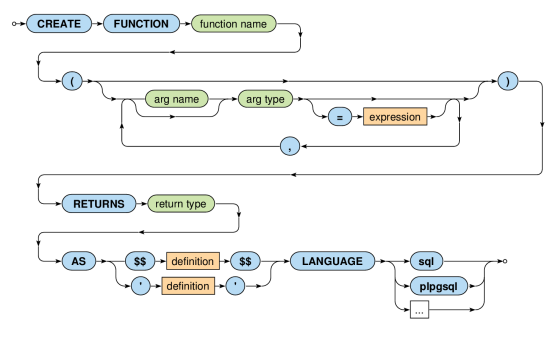 CREATE FUNCTION function name
( arg name arg type )
= expression
,
RETURNS return type
AS $$ definition $$ LANGUAGE sql
' definition ' plpgsql
...